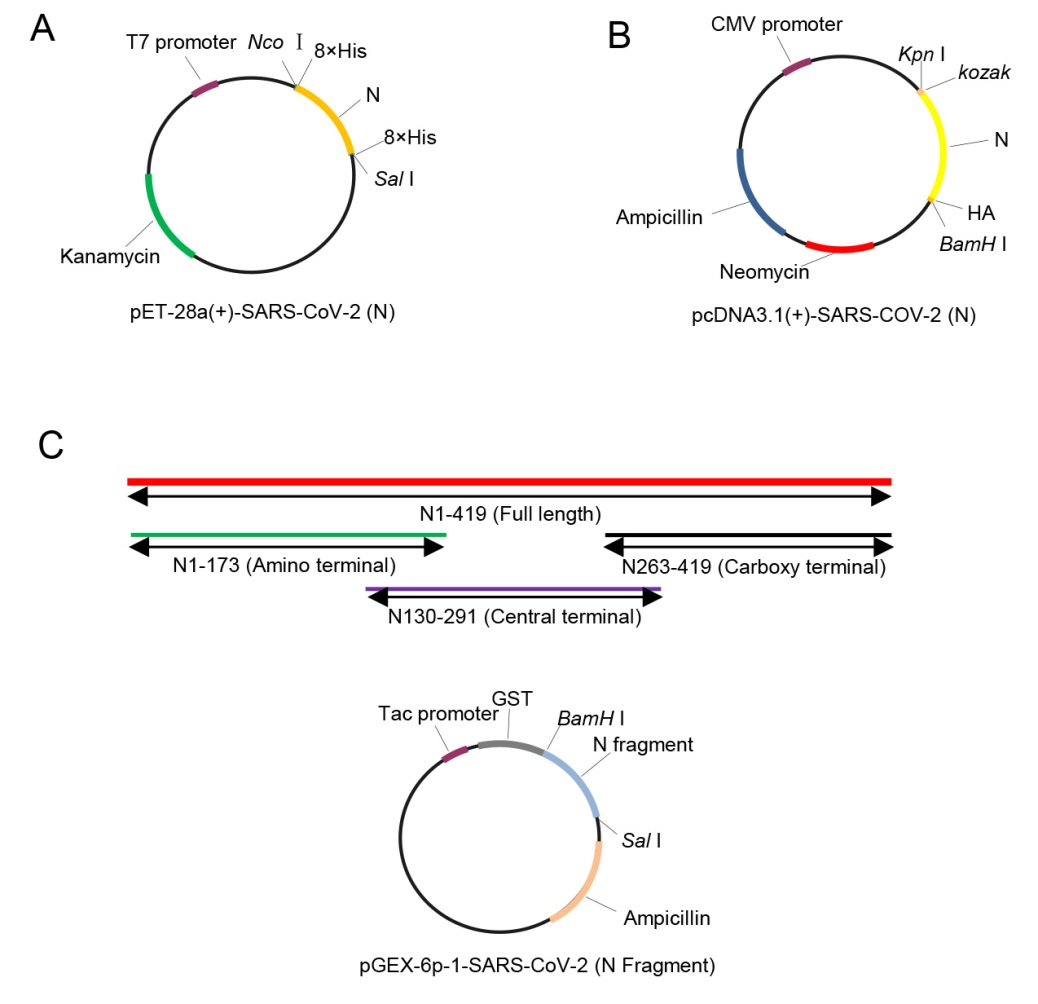 A
T7 promoter
Nco I
8×His
N
8×His
Sal I
Kanamycin
pET-28a(+)-SARS-CoV-2 (N)
B
CMV promoter
Kpn I
kozak
N
HA
BamH I
Ampicillin
Neomycin
pcDNA3.1(+)-SARS-COV-2 (N)
C
N1-419 (Full length)
N1-173 (Amino terminal)
N263-419 (Carboxy terminal)
N130-291 (Central terminal)
GST
Tac promoter
BamH I
N fragment
Sal I
Ampicillin
pGEX-6p-1-SARS-CoV-2 (N Fragment)